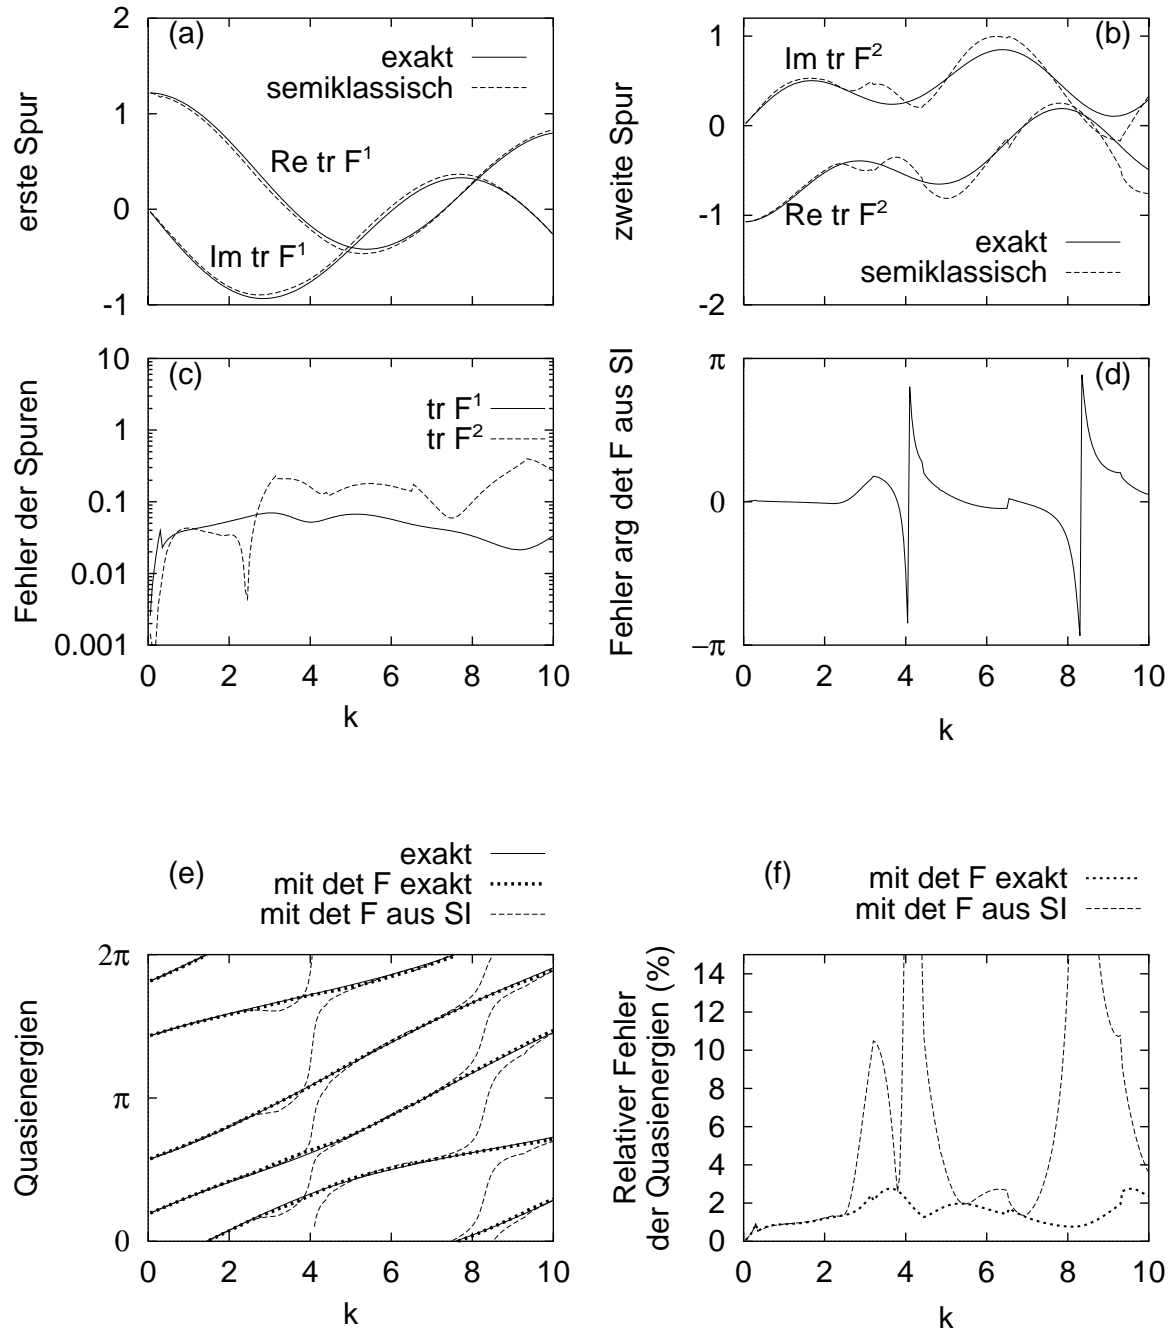 (a)
exakt
semiklassisch
Re tr F¹
Im tr F¹
erste Spur
2
1
0
-1
(b)
Im tr F²
Re tr F²
exakt
semiklassisch
zweite Spur
1
0
-1
-2
(c)
tr F¹
tr F²
Fehler der Spuren
10
1
0.1
0.01
0.001
0 2 4 6 8 10
k
(d)
Fehler arg det F aus SI
π
0
−π
0 2 4 6 8 10
k
(e)
exakt
mit det F exakt
mit det F aus SI
Quasienergien
2π
π
0
0 2 4 6 8 10
k
(f)
mit det F exakt
mit det F aus SI
Relativer Fehler
der Quasienergien (%)
14
12
10
8
6
4
2
0
0 2 4 6 8 10
k